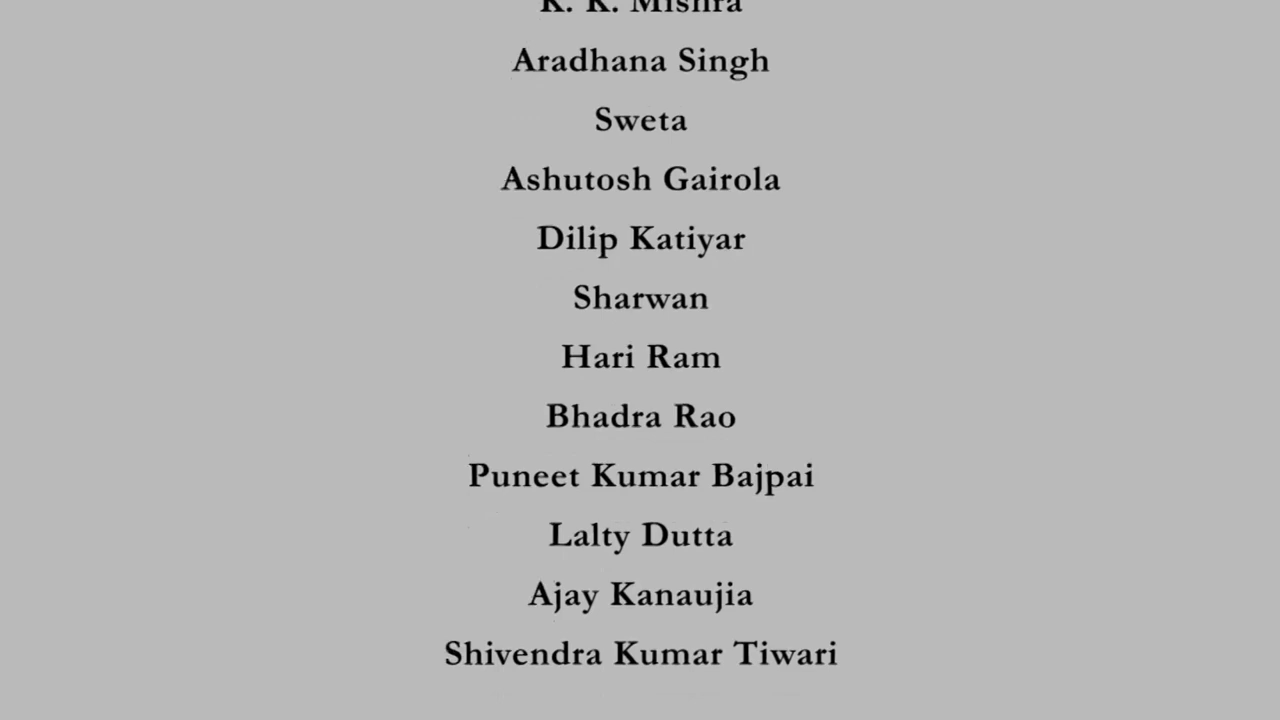 K. K. Mishra
Aradhana Singh
Sweta
Ashutosh Gairola
Dilip Katiyar
Sharwan
Hari Ram
Bhadra Rao
Puneet Kumar Bajpai
Lalty Dutta
Ajay Kanaujia
Shivendra Kumar Tiwari